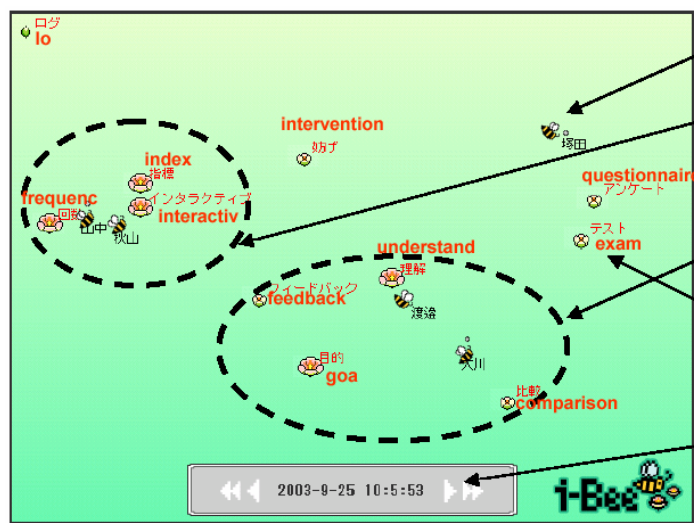 ログ
lo
intervention
妨げ
塚田
index
指標
questionnaire
アンケート
frequenc
回数
インタラクティブ
interactiv
山中
秋山
テスト
exam
understand
理解
フィードバック
feedback
渡邉
大川
目的
goa
比較
comparison
2003-9-25 10:5:53
i-Bee